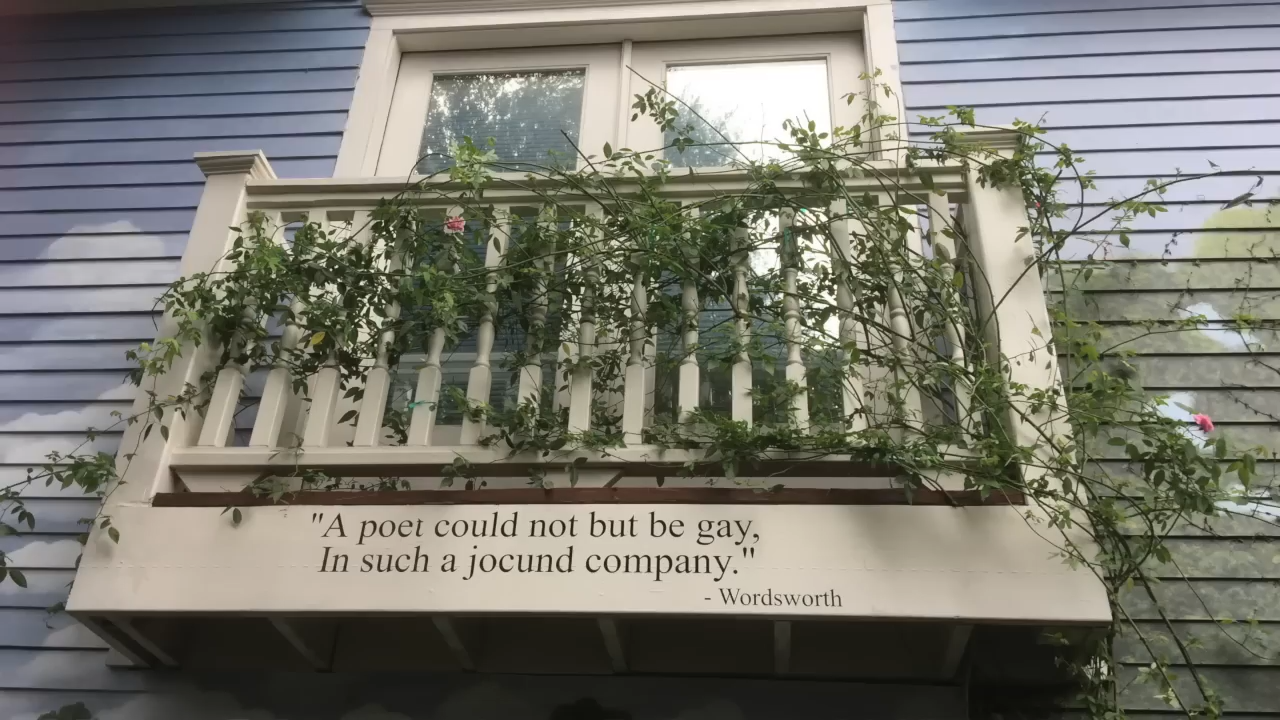 "A poet could not but be gay,
In such a jocund company."
- Wordsworth